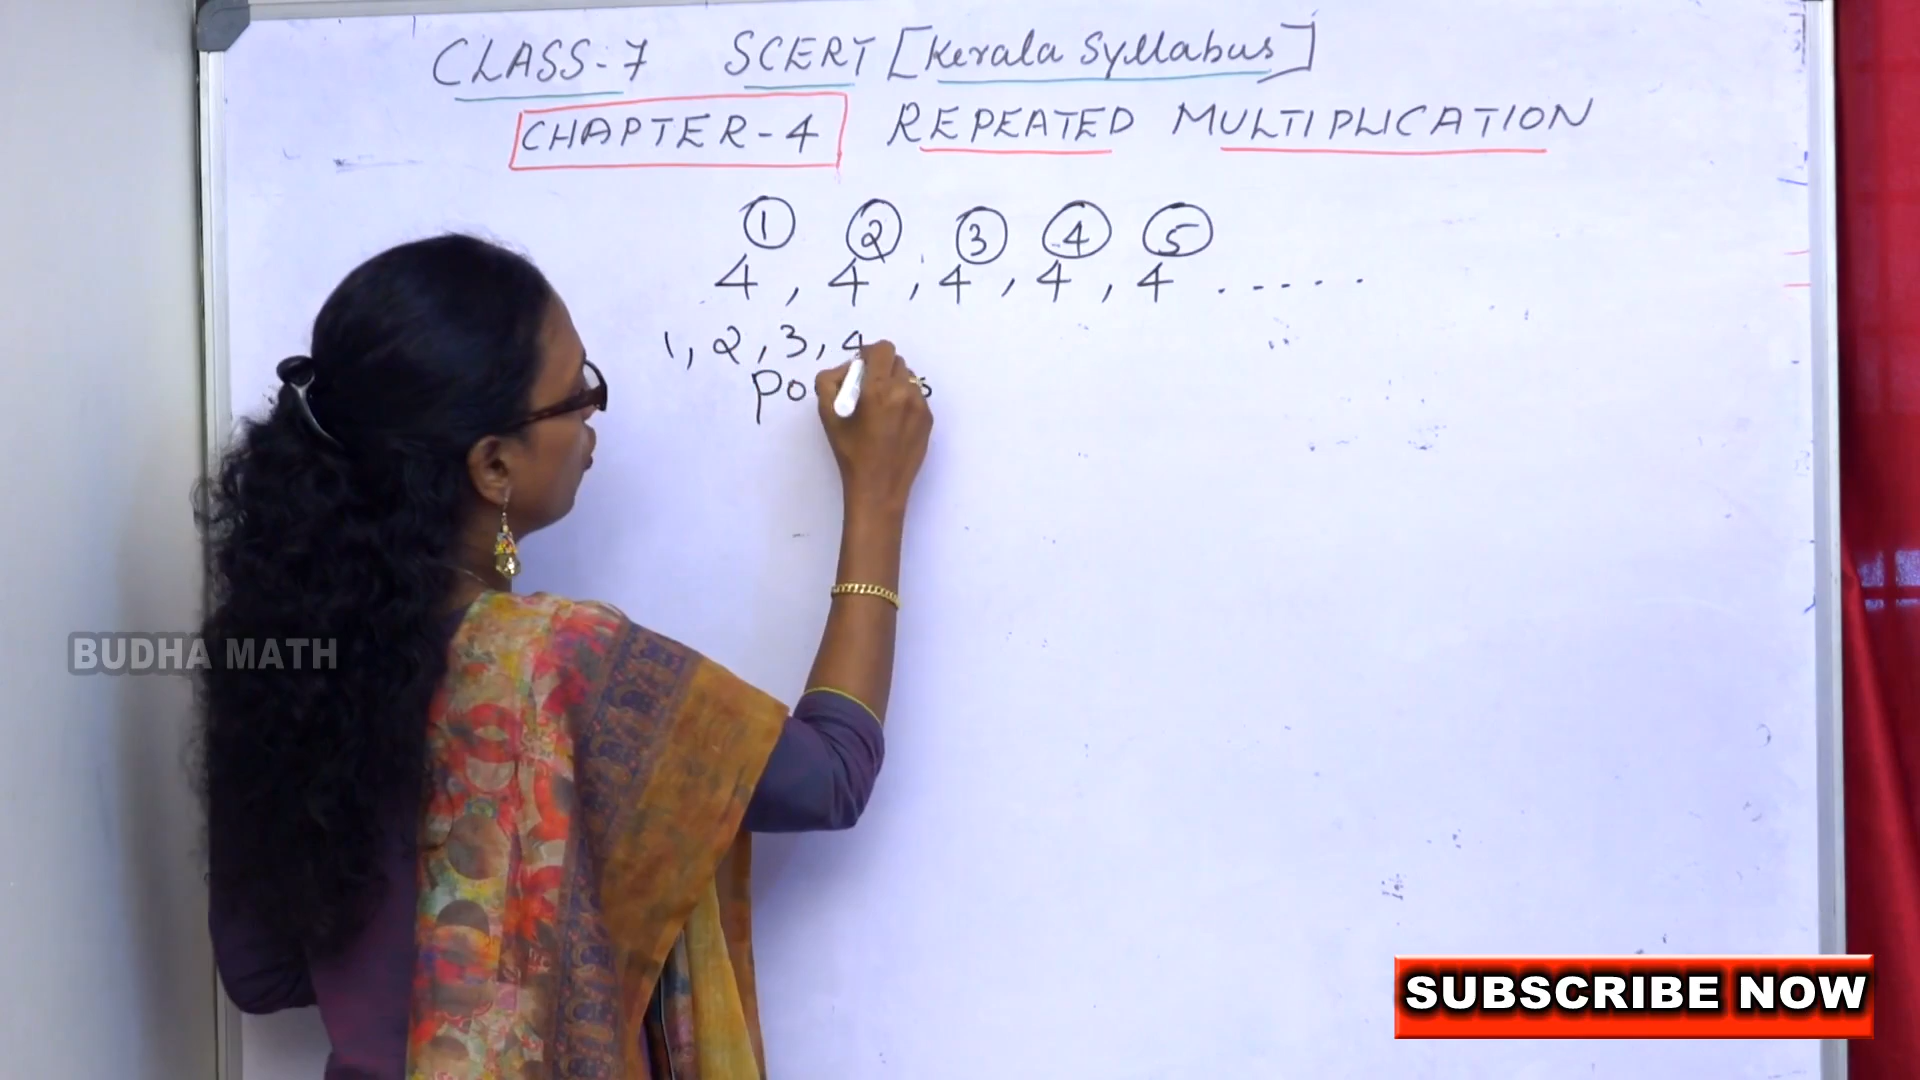 CLASS-7 SCERT [Kerala Syllabus]
CHAPTER-4 REPEATED MULTIPLICATION
1 2 3 4 5
4, 4, 4, 4, 4 .....
1, 2, 3, 4
BUDHA MATH
SUBSCRIBE NOW